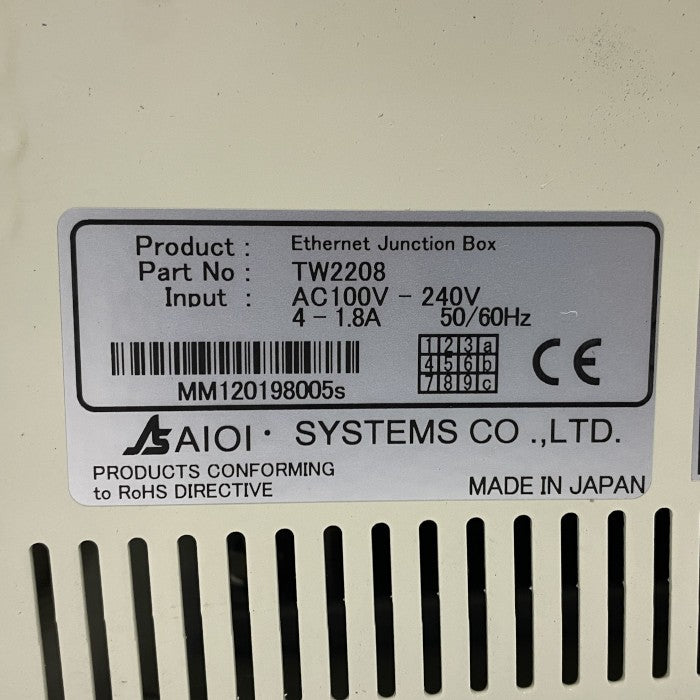 Product : Ethernet Junction Box
Part No : TW2208
Input : AC100V - 240V
4 - 1.8A 50/60Hz
1 2 3 a
4 5 6 b
7 8 9 c
CE
MM120198005s
AS AIOI · SYSTEMS CO .,LTD.
PRODUCTS CONFORMING
to RoHS DIRECTIVE
MADE IN JAPAN